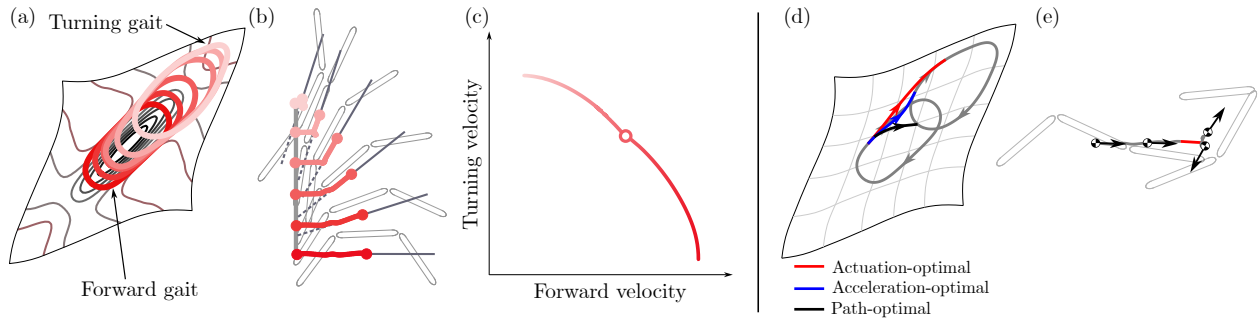 (a)
Turning gait
Forward gait
(b)
(c)
Turning velocity
Forward velocity
(d)
Actuation-optimal
Acceleration-optimal
Path-optimal
(e)